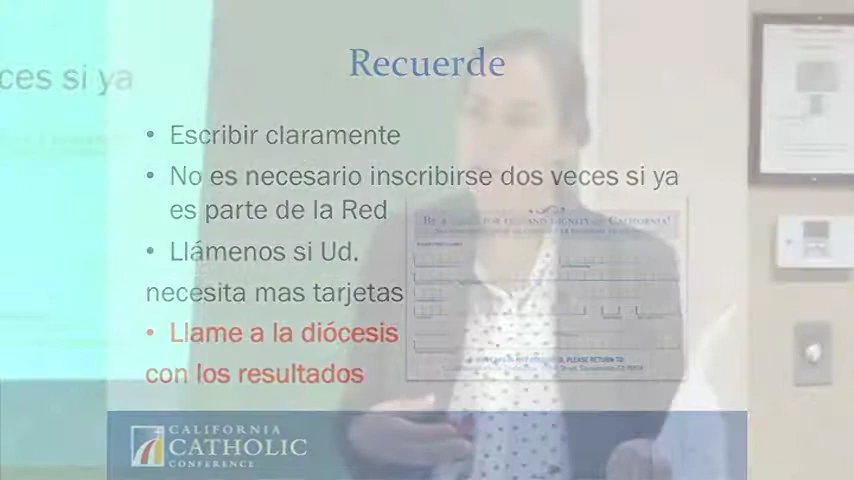 ces si ya
Recuerde
• Escribir claramente
• No es necesario inscribirse dos veces si ya
es parte de la Red
• Llámenos si Ud.
necesita mas tarjetas
• Llame a la diócesis
con los resultados
CALIFORNIA
CATHOLIC
CONFERENCE